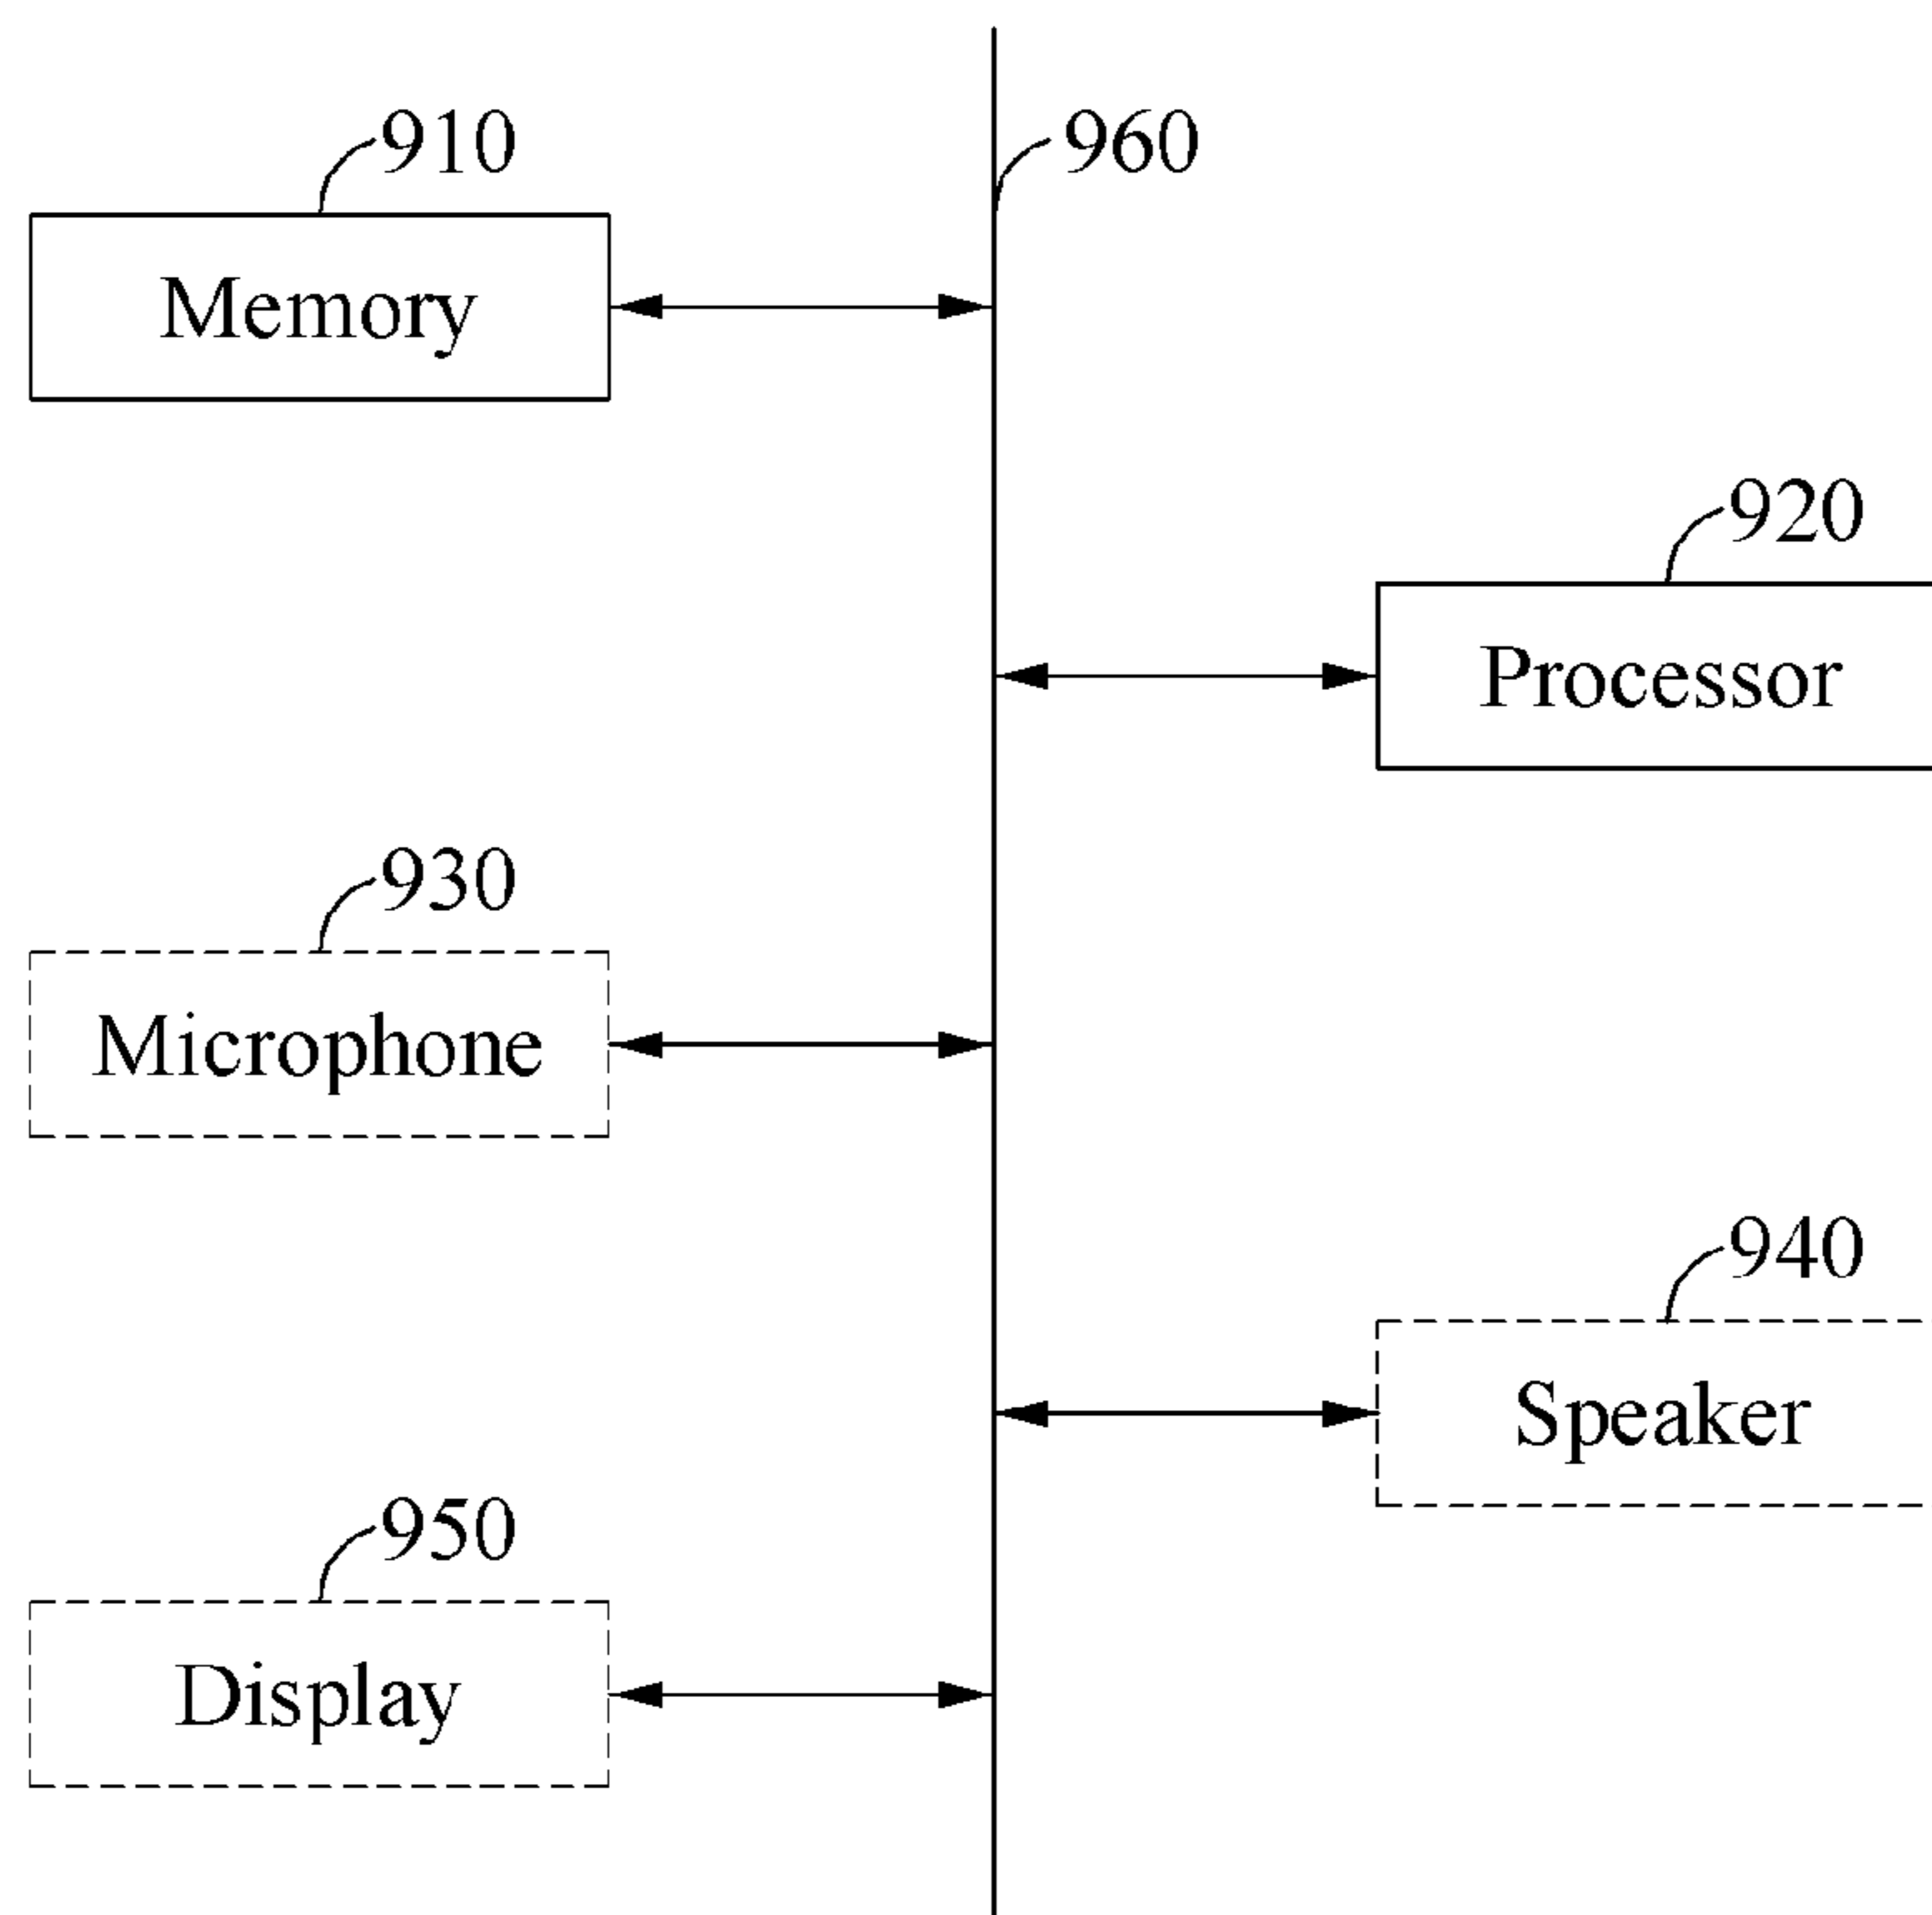 910
960
Memory
920
Processor
930
Microphone
940
Speaker
950
Display